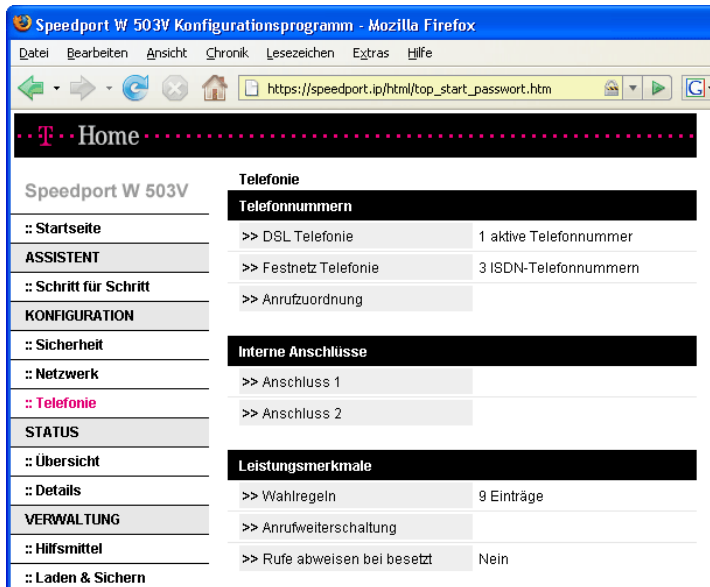 Speedport W 503V Konfigurationsprogramm - Mozilla Firefox
Datei Bearbeiten Ansicht Chronik Lesezeichen Extras Hilfe
https://speedport.ip/html/top_start_passwort.htm
G
T Home
Speedport W 503V
:: Startseite
ASSISTENT
:: Schritt für Schritt
KONFIGURATION
:: Sicherheit
:: Netzwerk
:: Telefonie
STATUS
:: Übersicht
:: Details
VERWALTUNG
:: Hilfsmittel
:: Laden & Sichern
Telefonie
Telefonnummern
>> DSL Telefonie 1 aktive Telefonnummer
>> Festnetz Telefonie 3 ISDN-Telefonnummern
>> Anrufzuordnung
Interne Anschlüsse
>> Anschluss 1
>> Anschluss 2
Leistungsmerkmale
>> Wahlregeln 9 Einträge
>> Anrufweiterschaltung
>> Rufe abweisen bei besetzt Nein